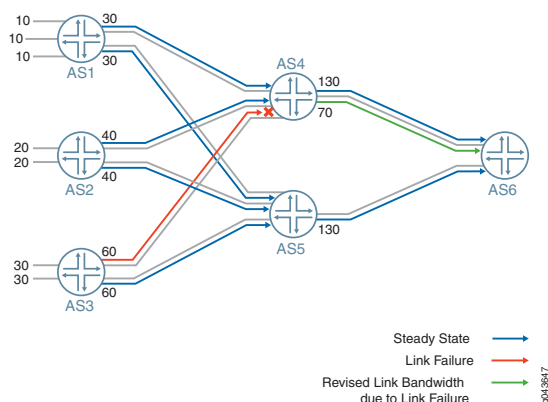 10
10
10
30
30
AS1
20
20
40
40
AS2
30
30
60
60
AS3
AS4
130
70
AS5
130
AS6
Steady State
Link Failure
Revised Link Bandwidth
due to Link Failure
g043647